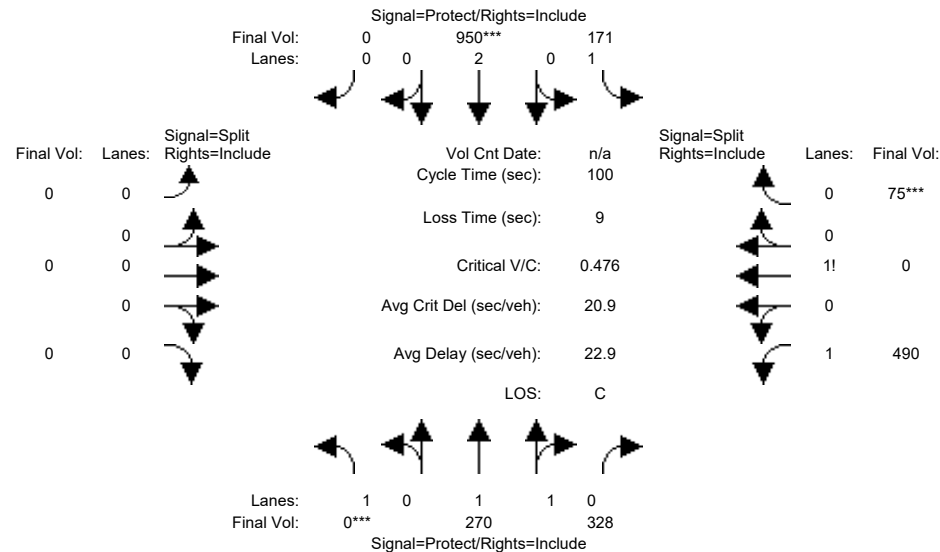 Signal=Protect/Rights=Include
Final Vol: 0 950*** 171
Lanes: 0 0 2 0 1
Signal=Split
Final Vol: Lanes: Rights=Include
Vol Cnt Date: n/a
Signal=Split
Rights=Include Lanes: Final Vol:
Cycle Time (sec): 100
0 0
0 75***
Loss Time (sec): 9
0
0
0 0
Critical V/C: 0.476
1! 0
0
Avg Crit Del (sec/veh): 20.9
0
0 0
Avg Delay (sec/veh): 22.9
1 490
LOS: C
Lanes: 1 0 1 1 0
Final Vol: 0*** 270 328
Signal=Protect/Rights=Include